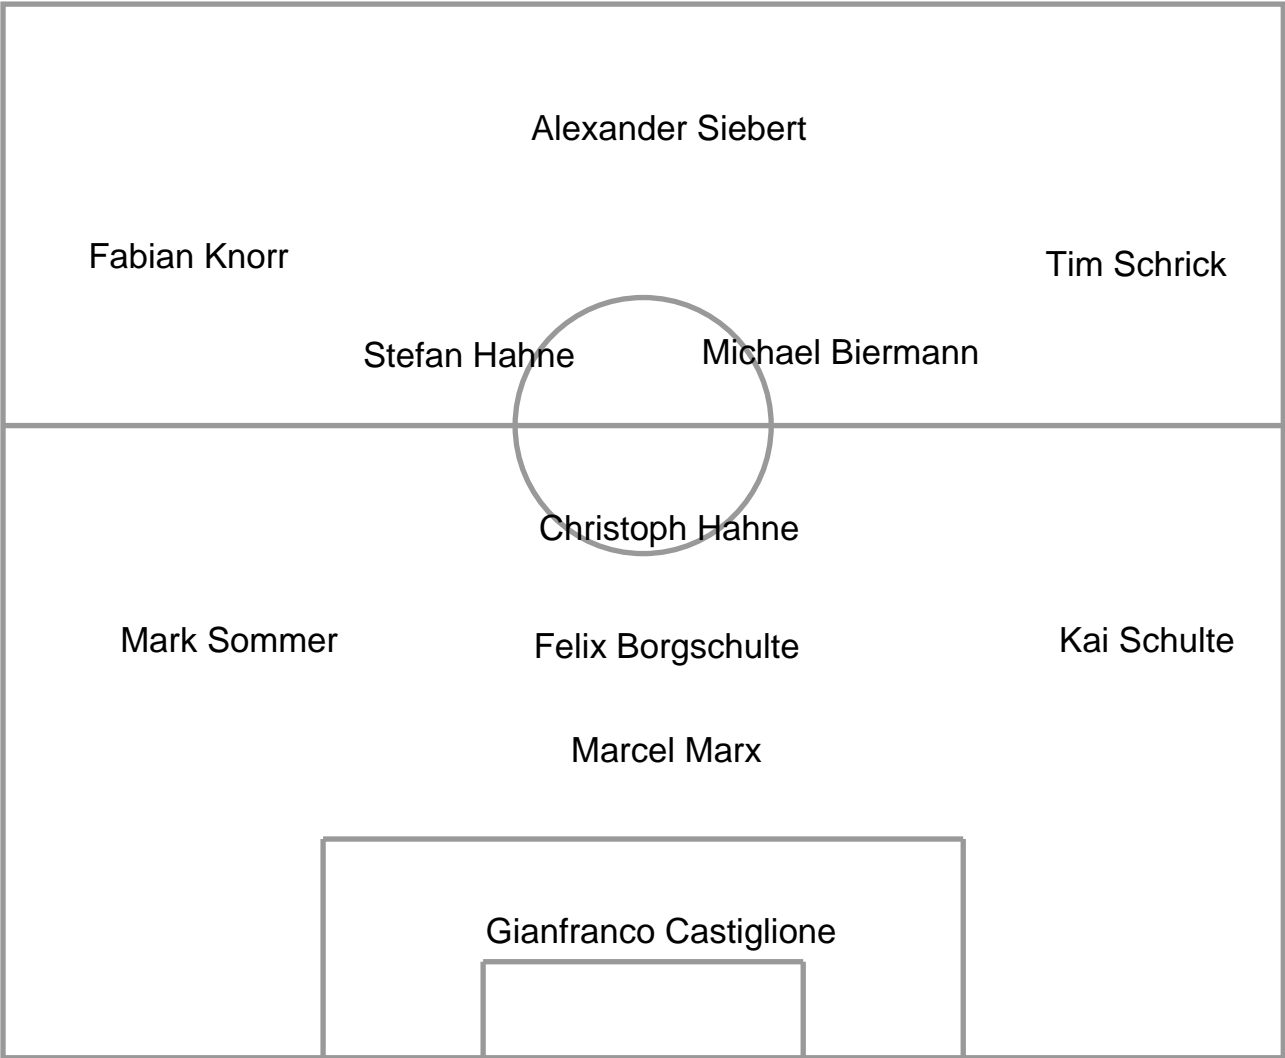 Alexander Siebert
Fabian Knorr
Tim Schrick
Stefan Hahne
Michael Biermann
Christoph Hahne
Mark Sommer
Felix Borgschulte
Kai Schulte
Marcel Marx
Gianfranco Castiglione